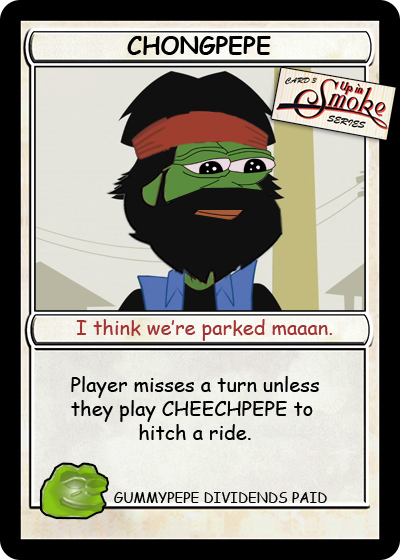 CHONGPEPE
CARD 3
Up in
Smoke
SERIES
I think we're parked maaan.
Player misses a turn unless
they play CHEECHPEPE to
hitch a ride.
GUMMYPEPE DIVIDENDS PAID